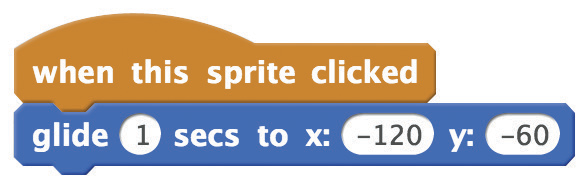 when this sprite clicked
glide 1 secs to x: -120 y: -60